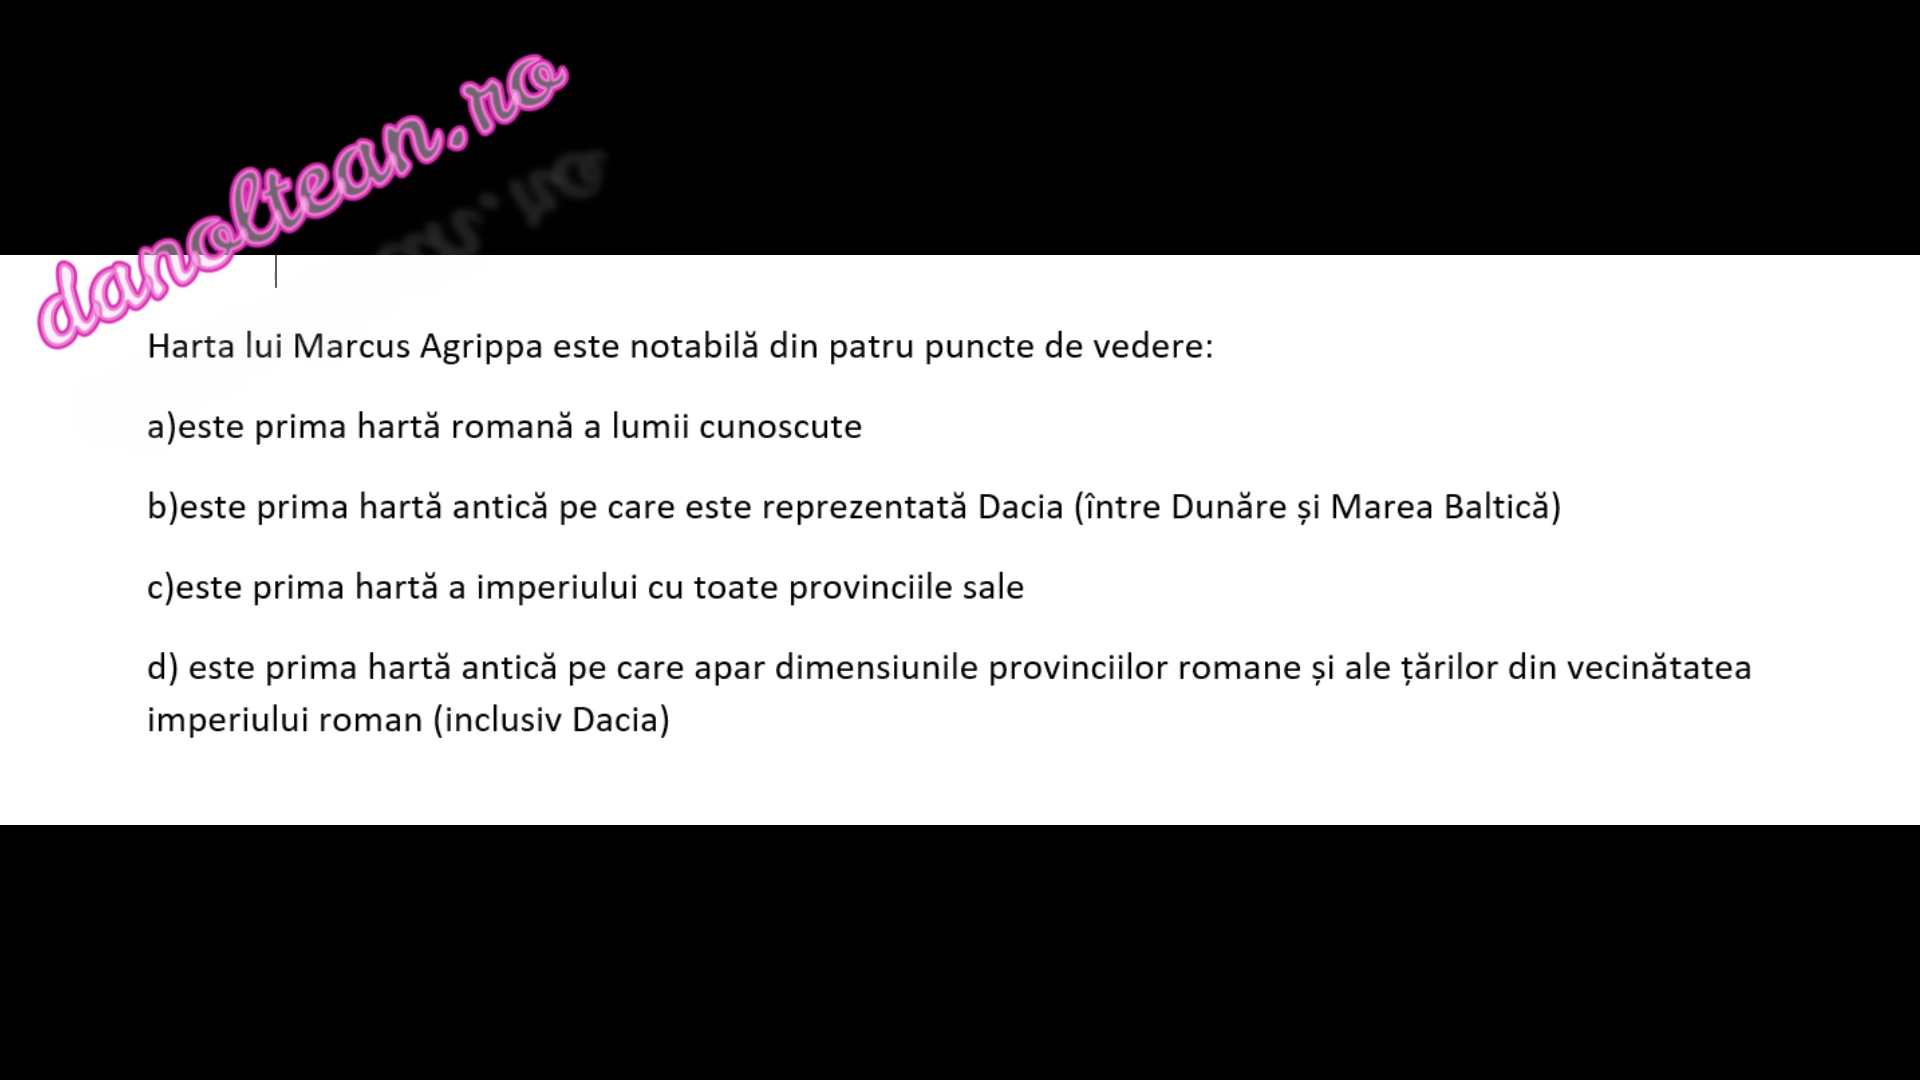 danoltean.ro
Harta lui Marcus Agrippa este notabilă din patru puncte de vedere:
a)este prima hartă romană a lumii cunoscute
b)este prima hartă antică pe care este reprezentată Dacia (între Dunăre și Marea Baltică)
c)este prima hartă a imperiului cu toate provinciile sale
d) este prima hartă antică pe care apar dimensiunile provinciilor romane și ale țărilor din vecinătatea
imperiului roman (inclusiv Dacia)